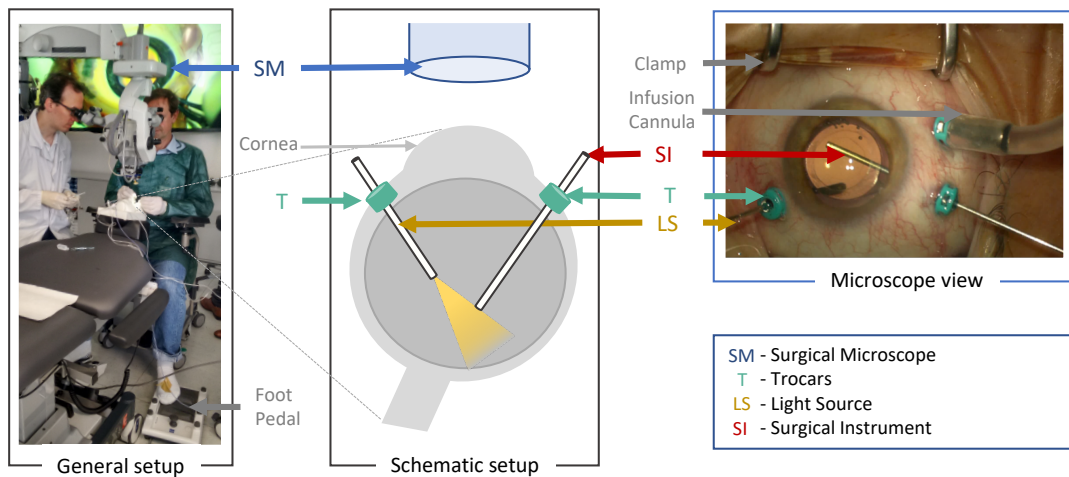 SM
Cornea
T
Foot
Pedal
General setup
Schematic setup
Clamp
Infusion
Cannula
SI
T
LS
Microscope view
SM - Surgical Microscope
T - Trocars
LS - Light Source
SI - Surgical Instrument